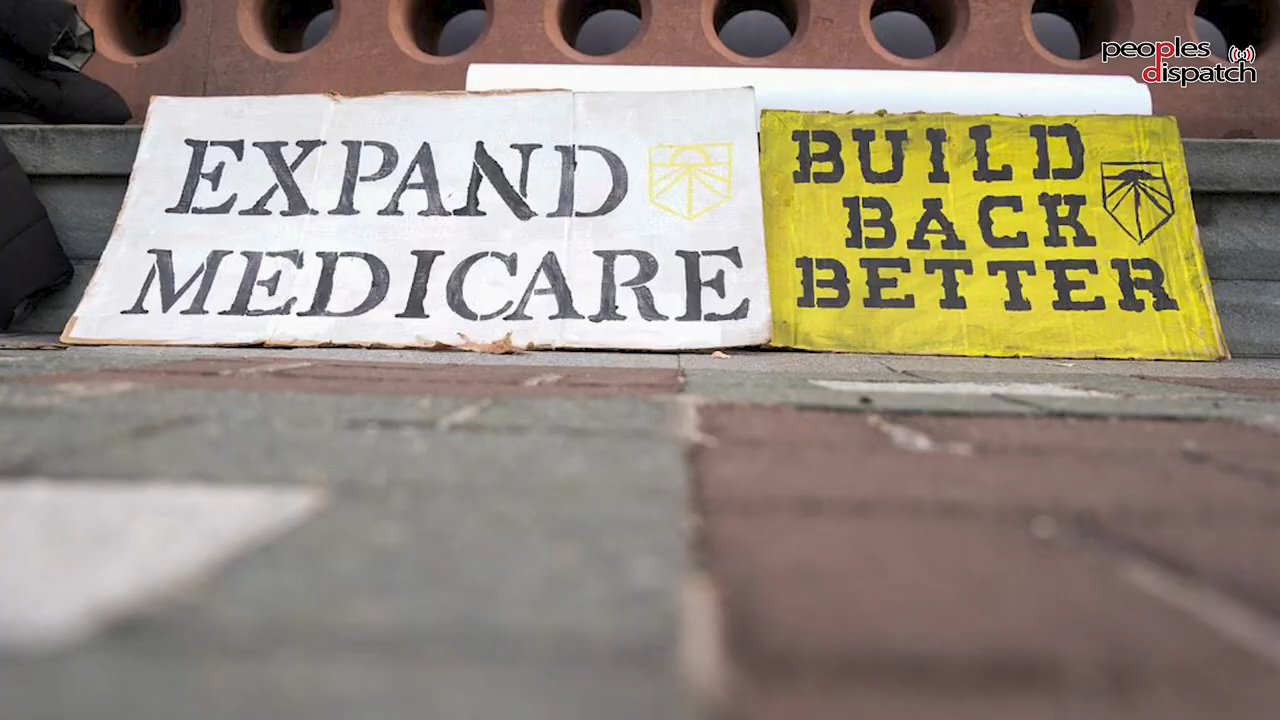 peoples
dispatch
EXPAND
MEDICARE
BUILD
BACK
BETTER